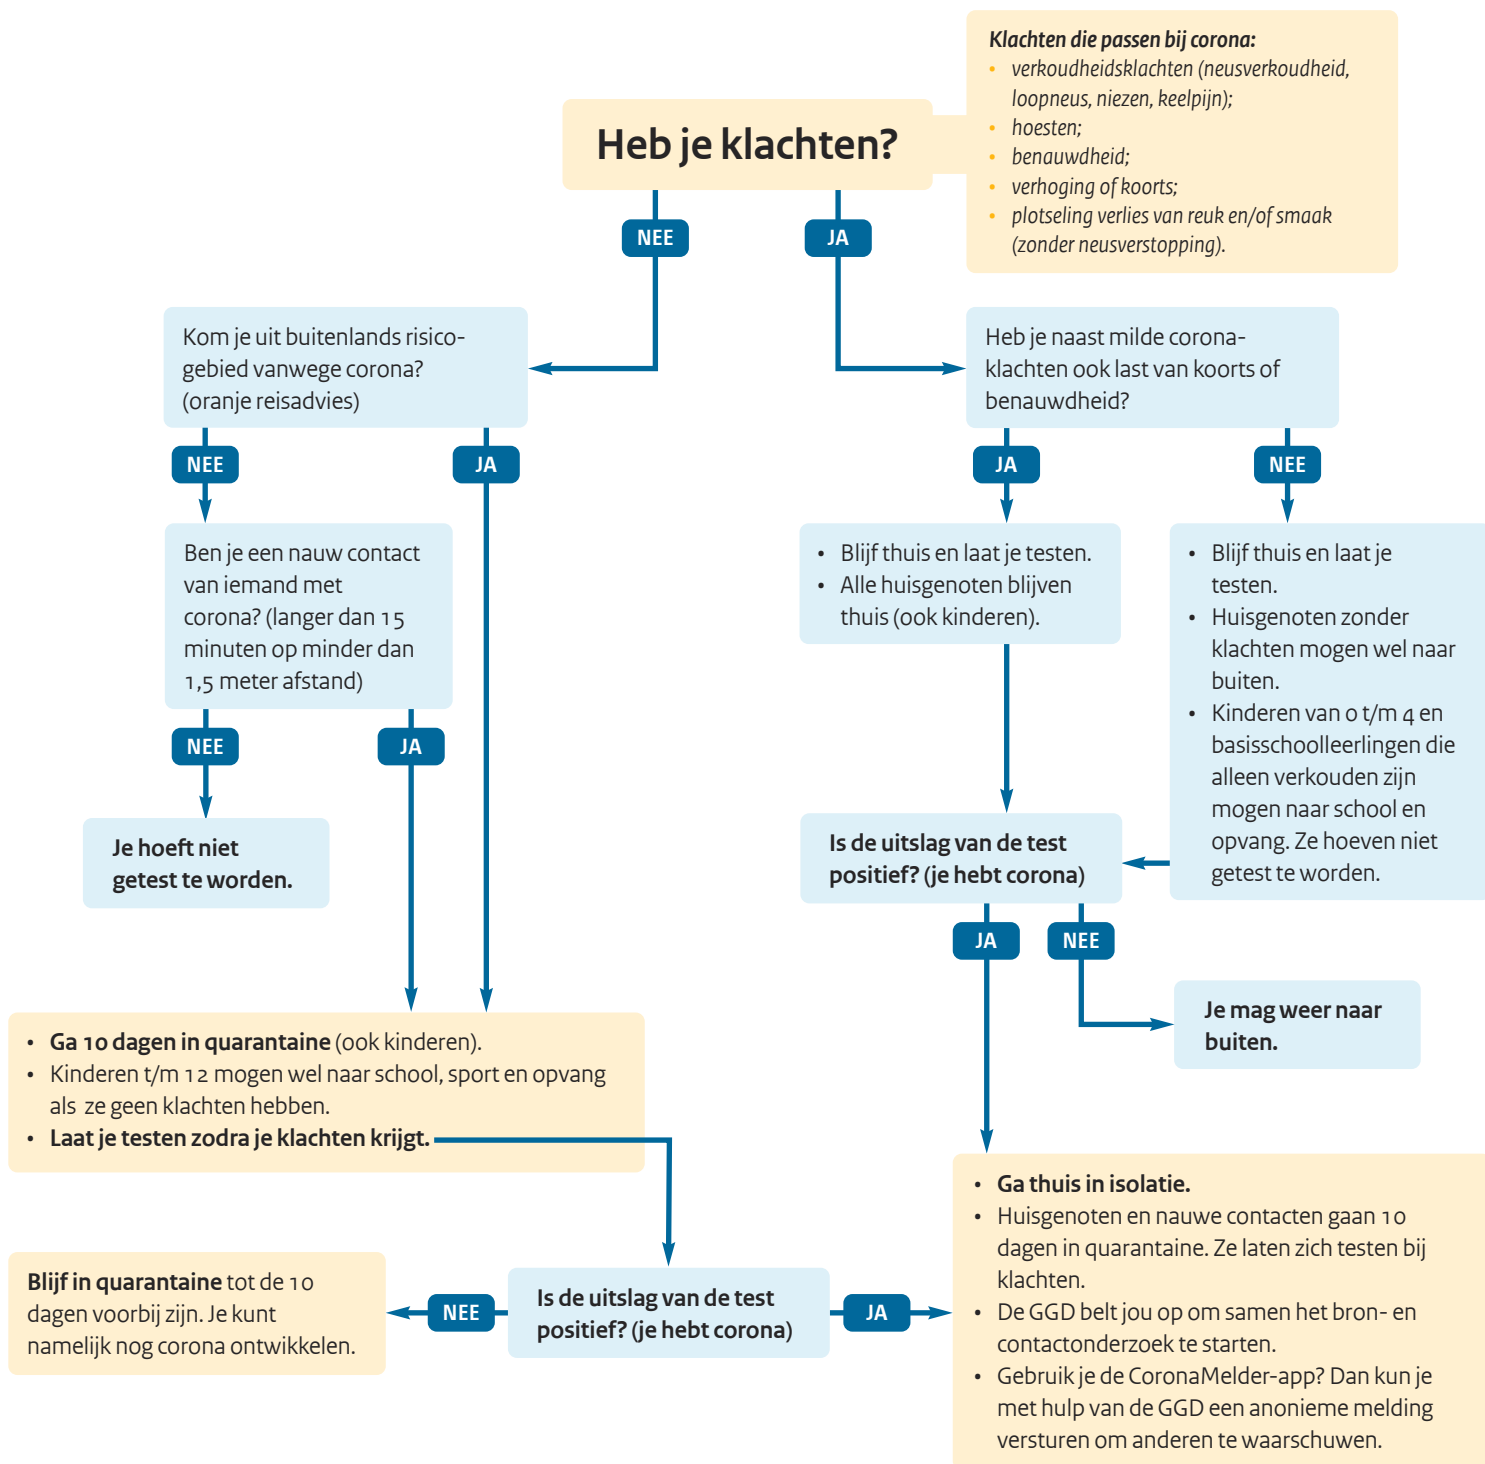 Klachten die passen bij corona:
• verkoudheidsklachten (neusverkoudheid,
loopneus, niezen, keelpijn);
• hoesten;
• benauwdheid;
• verhoging of koorts;
• plotseling verlies van reuk en/of smaak
(zonder neusverstopping).
Heb je klachten?
NEE
JA
Kom je uit buitenlands risico-
gebied vanwege corona?
(oranje reisadvies)
Heb je naast milde corona-
klachten ook last van koorts of
benauwdheid?
NEE
JA
JA
NEE
Ben je een nauw contact
van iemand met
corona? (langer dan 15
minuten op minder dan
1,5 meter afstand)
• Blijf thuis en laat je testen.
• Alle huisgenoten blijven
thuis (ook kinderen).
• Blijf thuis en laat je
testen.
• Huisgenoten zonder
klachten mogen wel naar
buiten.
• Kinderen van 0 t/m 4 en
basisschoolleerlingen die
alleen verkouden zijn
mogen naar school en
opvang. Ze hoeven niet
getest te worden.
NEE
JA
Je hoeft niet
getest te worden.
Is de uitslag van de test
positief? (je hebt corona)
JA
NEE
Je mag weer naar
buiten.
• Ga 10 dagen in quarantaine (ook kinderen).
• Kinderen t/m 12 mogen wel naar school, sport en opvang
als ze geen klachten hebben.
• Laat je testen zodra je klachten krijgt.
Blijf in quarantaine tot de 10
dagen voorbij zijn. Je kunt
namelijk nog corona ontwikkelen.
NEE
Is de uitslag van de test
positief? (je hebt corona)
JA
• Ga thuis in isolatie.
• Huisgenoten en nauwe contacten gaan 10
dagen in quarantaine. Ze laten zich testen bij
klachten.
• De GGD belt jou op om samen het bron- en
contactonderzoek te starten.
• Gebruik je de CoronaMelder-app? Dan kun je
met hulp van de GGD een anonieme melding
versturen om anderen te waarschuwen.